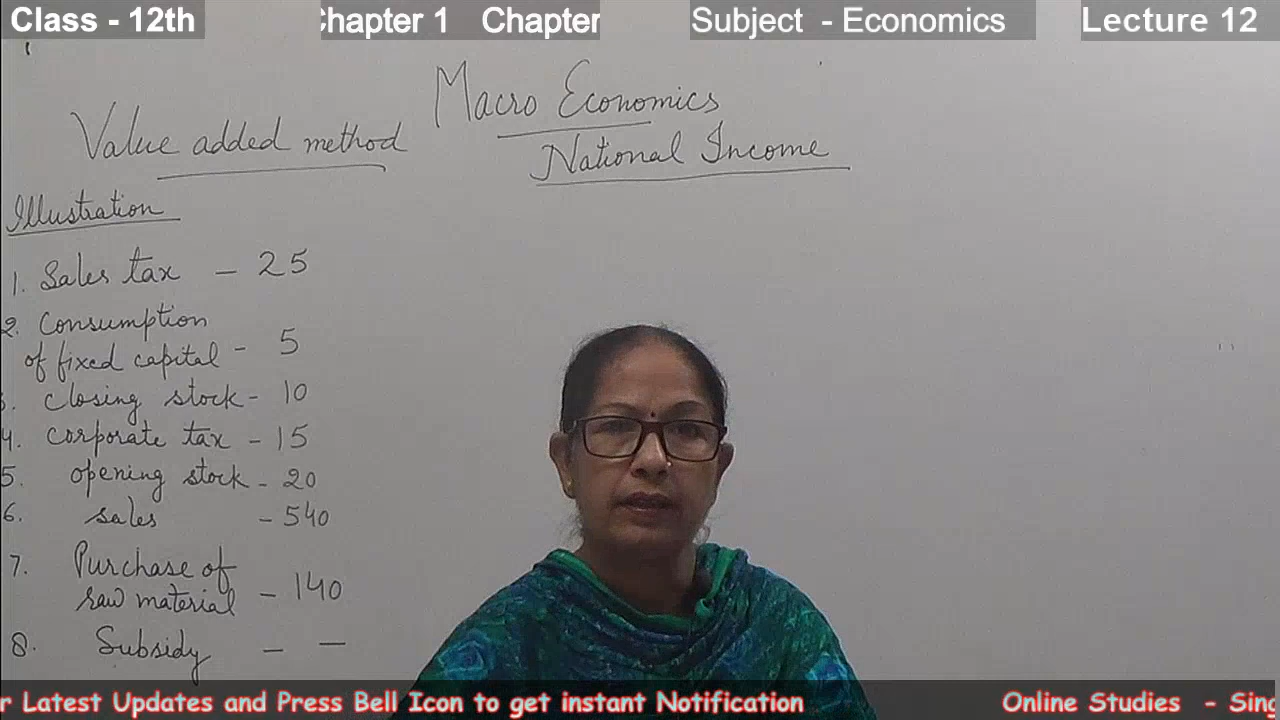 Class - 12th
Chapter 1 Chapter
Subject - Economics
Lecture 12
Macro Economics
Value added method
National Income
Illustration
1. Sales tax - 25
2. Consumption
of fixed capital - 5
closing stock - 10
4. corporate tax - 15
5. opening stock - 20
6. sales - 540
7. Purchase of
raw material - 140
8. Subsidy - -
Latest Updates and Press Bell Icon to get instant Notification
Online Studies -